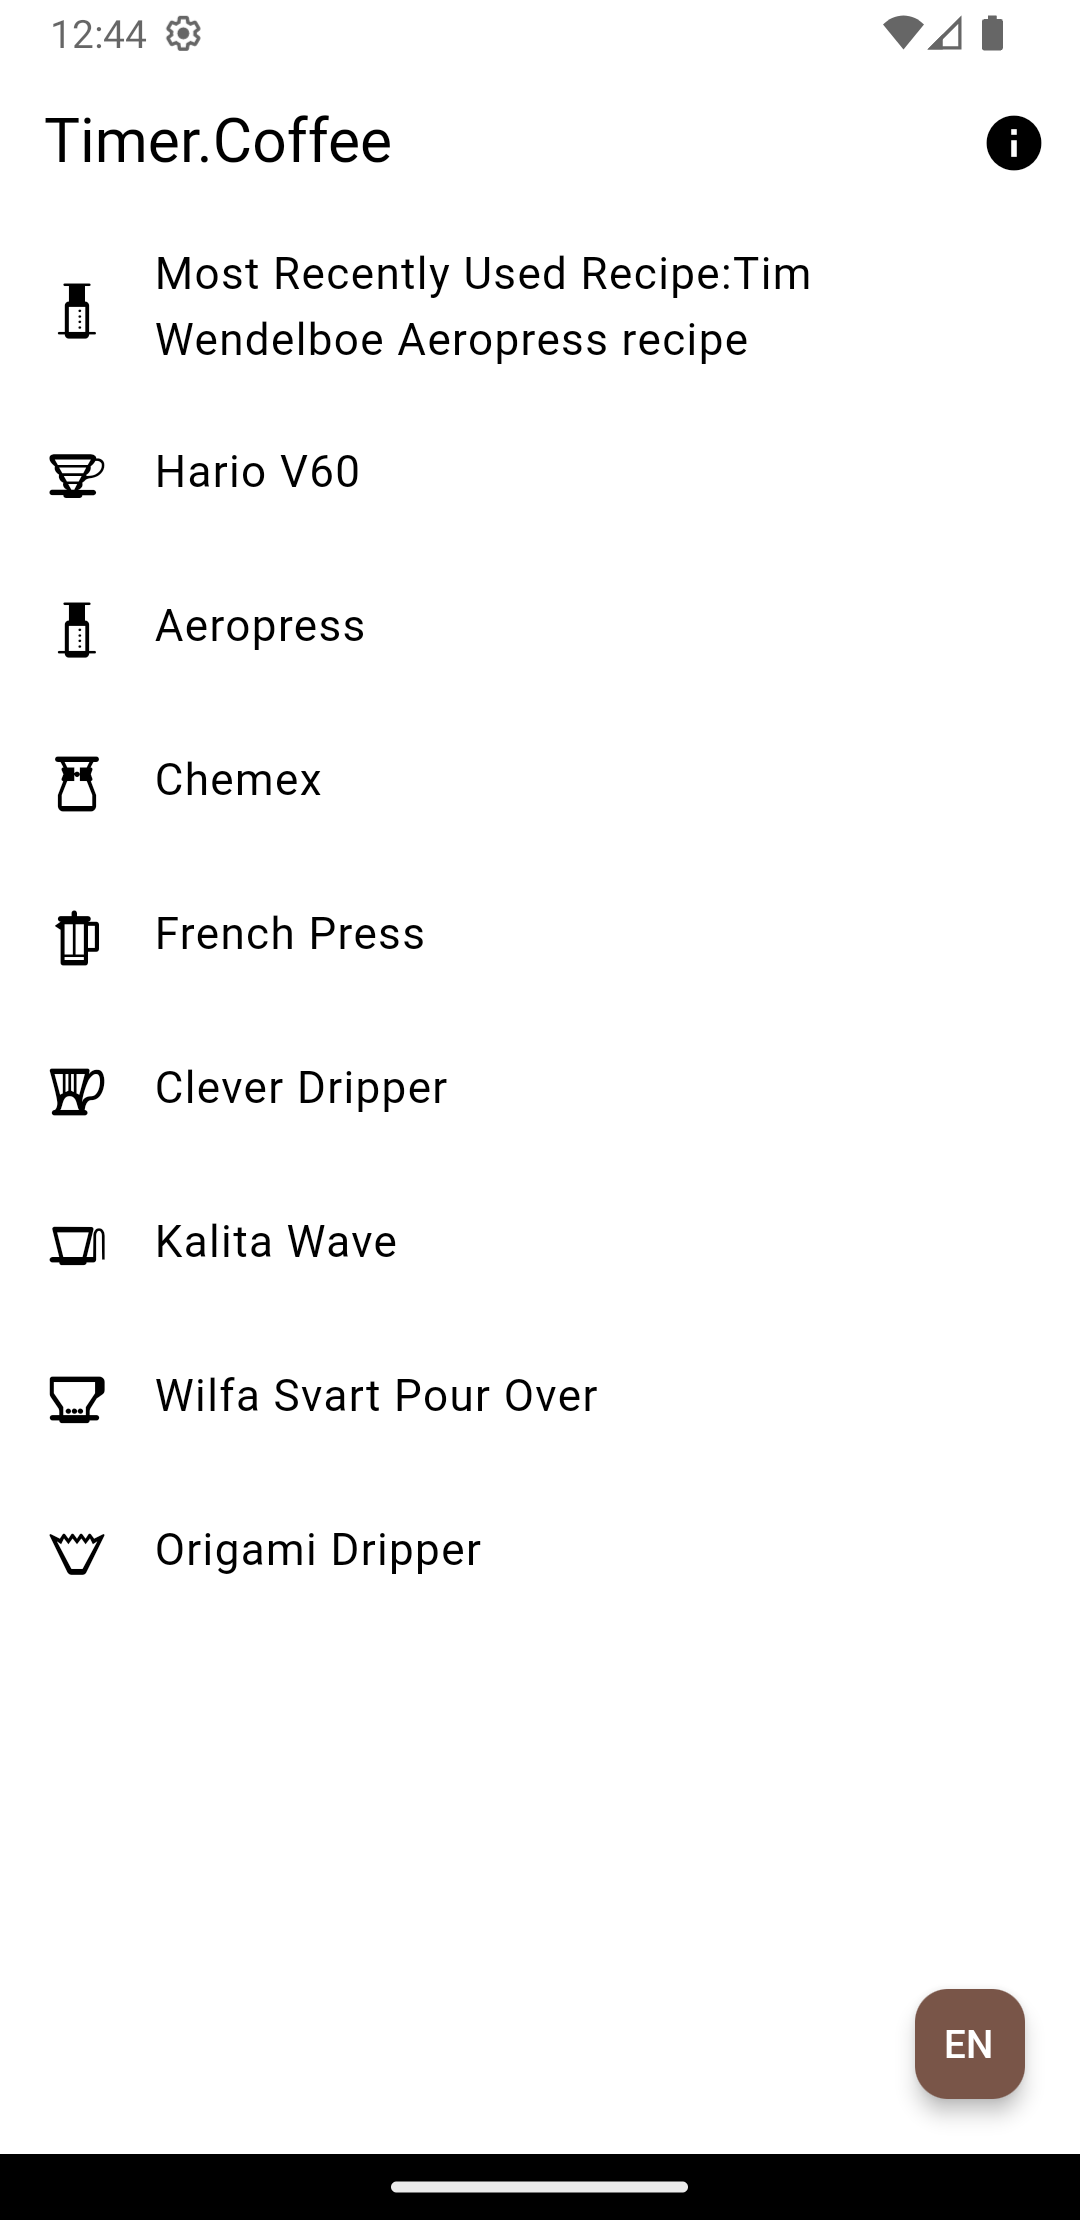 12:44
Timer.Coffee
Most Recently Used Recipe:Tim
Wendelboe Aeropress recipe
Hario V60
Aeropress
Chemex
French Press
Clever Dripper
Kalita Wave
Wilfa Svart Pour Over
Origami Dripper
EN